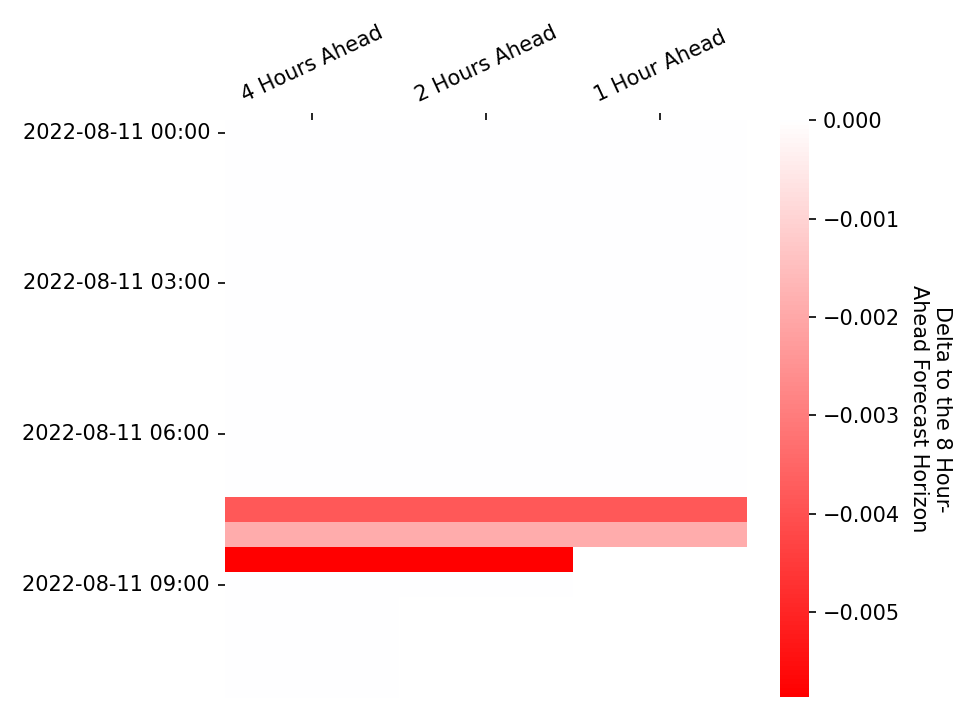 4 Hours Ahead
2 Hours Ahead
1 Hour Ahead
2022-08-11 00:00
2022-08-11 03:00
2022-08-11 06:00
2022-08-11 09:00
0.000
−0.001
−0.002
−0.003
−0.004
−0.005
Delta to the 8 Hour-
Ahead Forecast Horizon